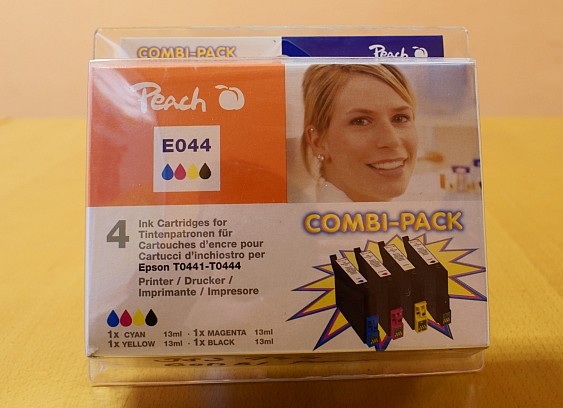 COMBI-PACK
Peach
Peach
E044
4
Ink Cartridges for
Tintenpatronen für
Cartouches d'encre pour
Cartucci d'inchiostro per
Epson T0441-T0444
Printer / Drucker /
Imprimante / Impresore
COMBI-PACK
1x CYAN 13ml · 1x MAGENTA 13ml
1x YELLOW 13ml · 1x BLACK 13ml